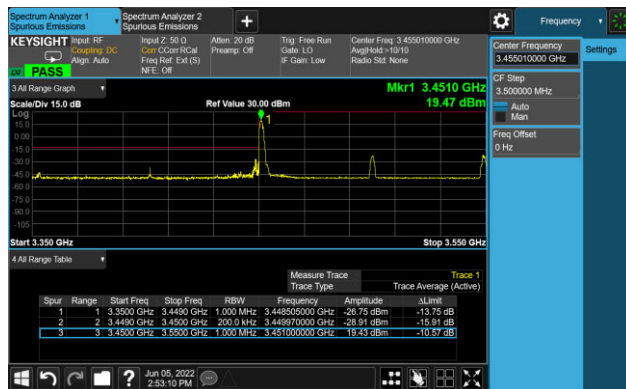 Spectrum Analyzer 1
Spurious Emissions
Spectrum Analyzer 2
Spurious Emissions
Frequency
KEYSIGHT
Input: RF
Coupling: DC
Align: Auto
Input Z: 50 Ω
Corr CCorr RCal
Freq Ref: Ext (S)
NFE: Off
Atten: 20 dB
Preamp: Off
Trig: Free Run
Gate: LO
IF Gain: Low
Center Freq: 3.455010000 GHz
Avg|Hold:>10/10
Radio Std: None
PASS
Center Frequency
3.455010000 GHz
Settings
CF Step
3.500000 MHz
Auto
Man
Freq Offset
0 Hz
3 All Range Graph
Mkr1 3.4510 GHz
Scale/Div 15.0 dB
Ref Value 30.00 dBm
19.47 dBm
Log
1
15.0
0.00
-15.0
-30.0
-45.0
-60.0
-75.0
-90.0
-105
Start 3.350 GHz
Stop 3.550 GHz
4 All Range Table
Measure Trace Trace 1
Trace Type Trace Average (Active)
Spur Range Start Freq Stop Freq RBW Frequency Amplitude ΔLimit
1 1 3.3500 GHz 3.4490 GHz 1.000 MHz 3.448505000 GHz -26.75 dBm -13.75 dB
2 2 3.4490 GHz 3.4500 GHz 200.0 kHz 3.449970000 GHz -28.91 dBm -15.91 dB
3 3 3.4500 GHz 3.5500 GHz 1.000 MHz 3.451000000 GHz 19.43 dBm -10.57 dB
Jun 05, 2022
2:53:10 PM